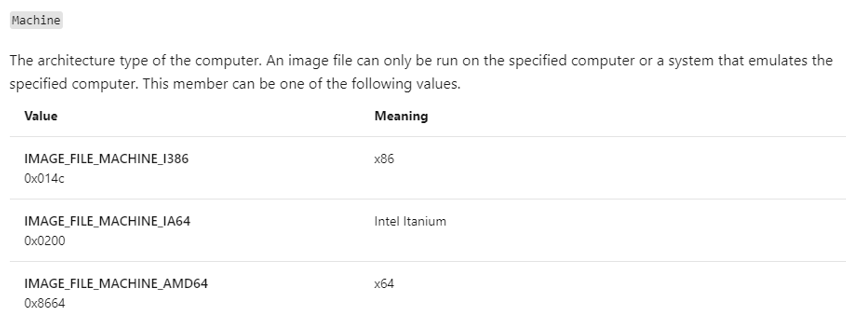 Machine
The architecture type of the computer. An image file can only be run on the specified computer or a system that emulates the
specified computer. This member can be one of the following values.
Value Meaning
IMAGE_FILE_MACHINE_I386 x86
0x014c
IMAGE_FILE_MACHINE_IA64 Intel Itanium
0x0200
IMAGE_FILE_MACHINE_AMD64 x64
0x8664